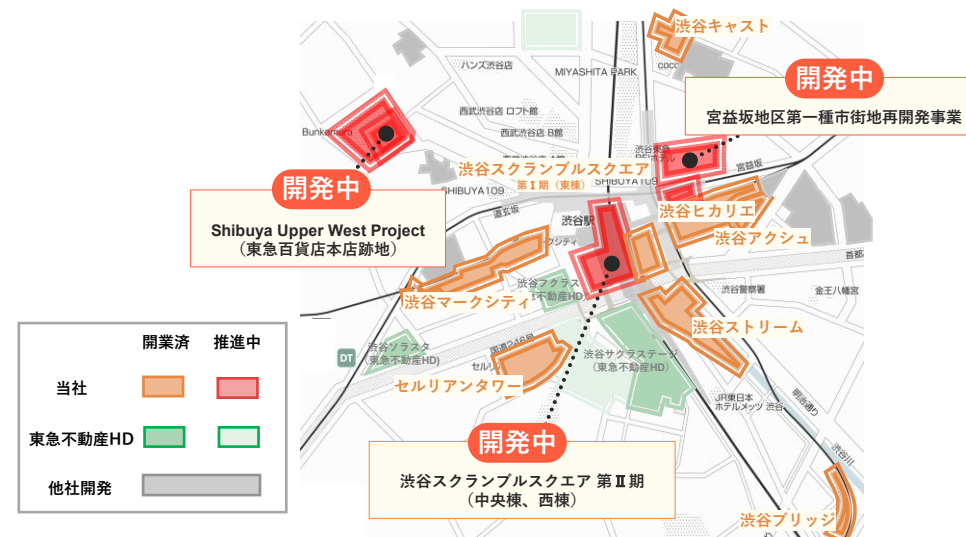 渋谷キャスト
coco
ハンズ渋谷店
MIYASHITA PARK
開発中
宮益坂地区第一種市街地再開発事業
西武渋谷店 ロフト館
Bunkamura
西武渋谷店 B館
宮益坂
渋谷スクランブルスクエア
第Ⅰ期（東棟）
SHIBUYA109
SHIBUYA109
開発中
Shibuya Upper West Project
（東急百貨店本店跡地）
道玄坂
渋谷駅
渋谷ヒカリエ
渋谷アクシュ
首都
渋谷フクラス
(東急不動産HD)
渋谷マークシティ
渋谷警察署
金王八幡宮
渋谷ストリーム
国道246号
渋谷ソラスタ
(東急不動産HD)
DT
セルリ
セルリアンタワー
渋谷サクラステージ
(東急不動産HD)
JR東日本
ホテルメッツ 渋谷
明治通り
渋谷川
開発中
渋谷スクランブルスクエア 第Ⅱ期
（中央棟、西棟）
渋谷ブリッジ
開業済 推進中
当社
東急不動産HD
他社開発